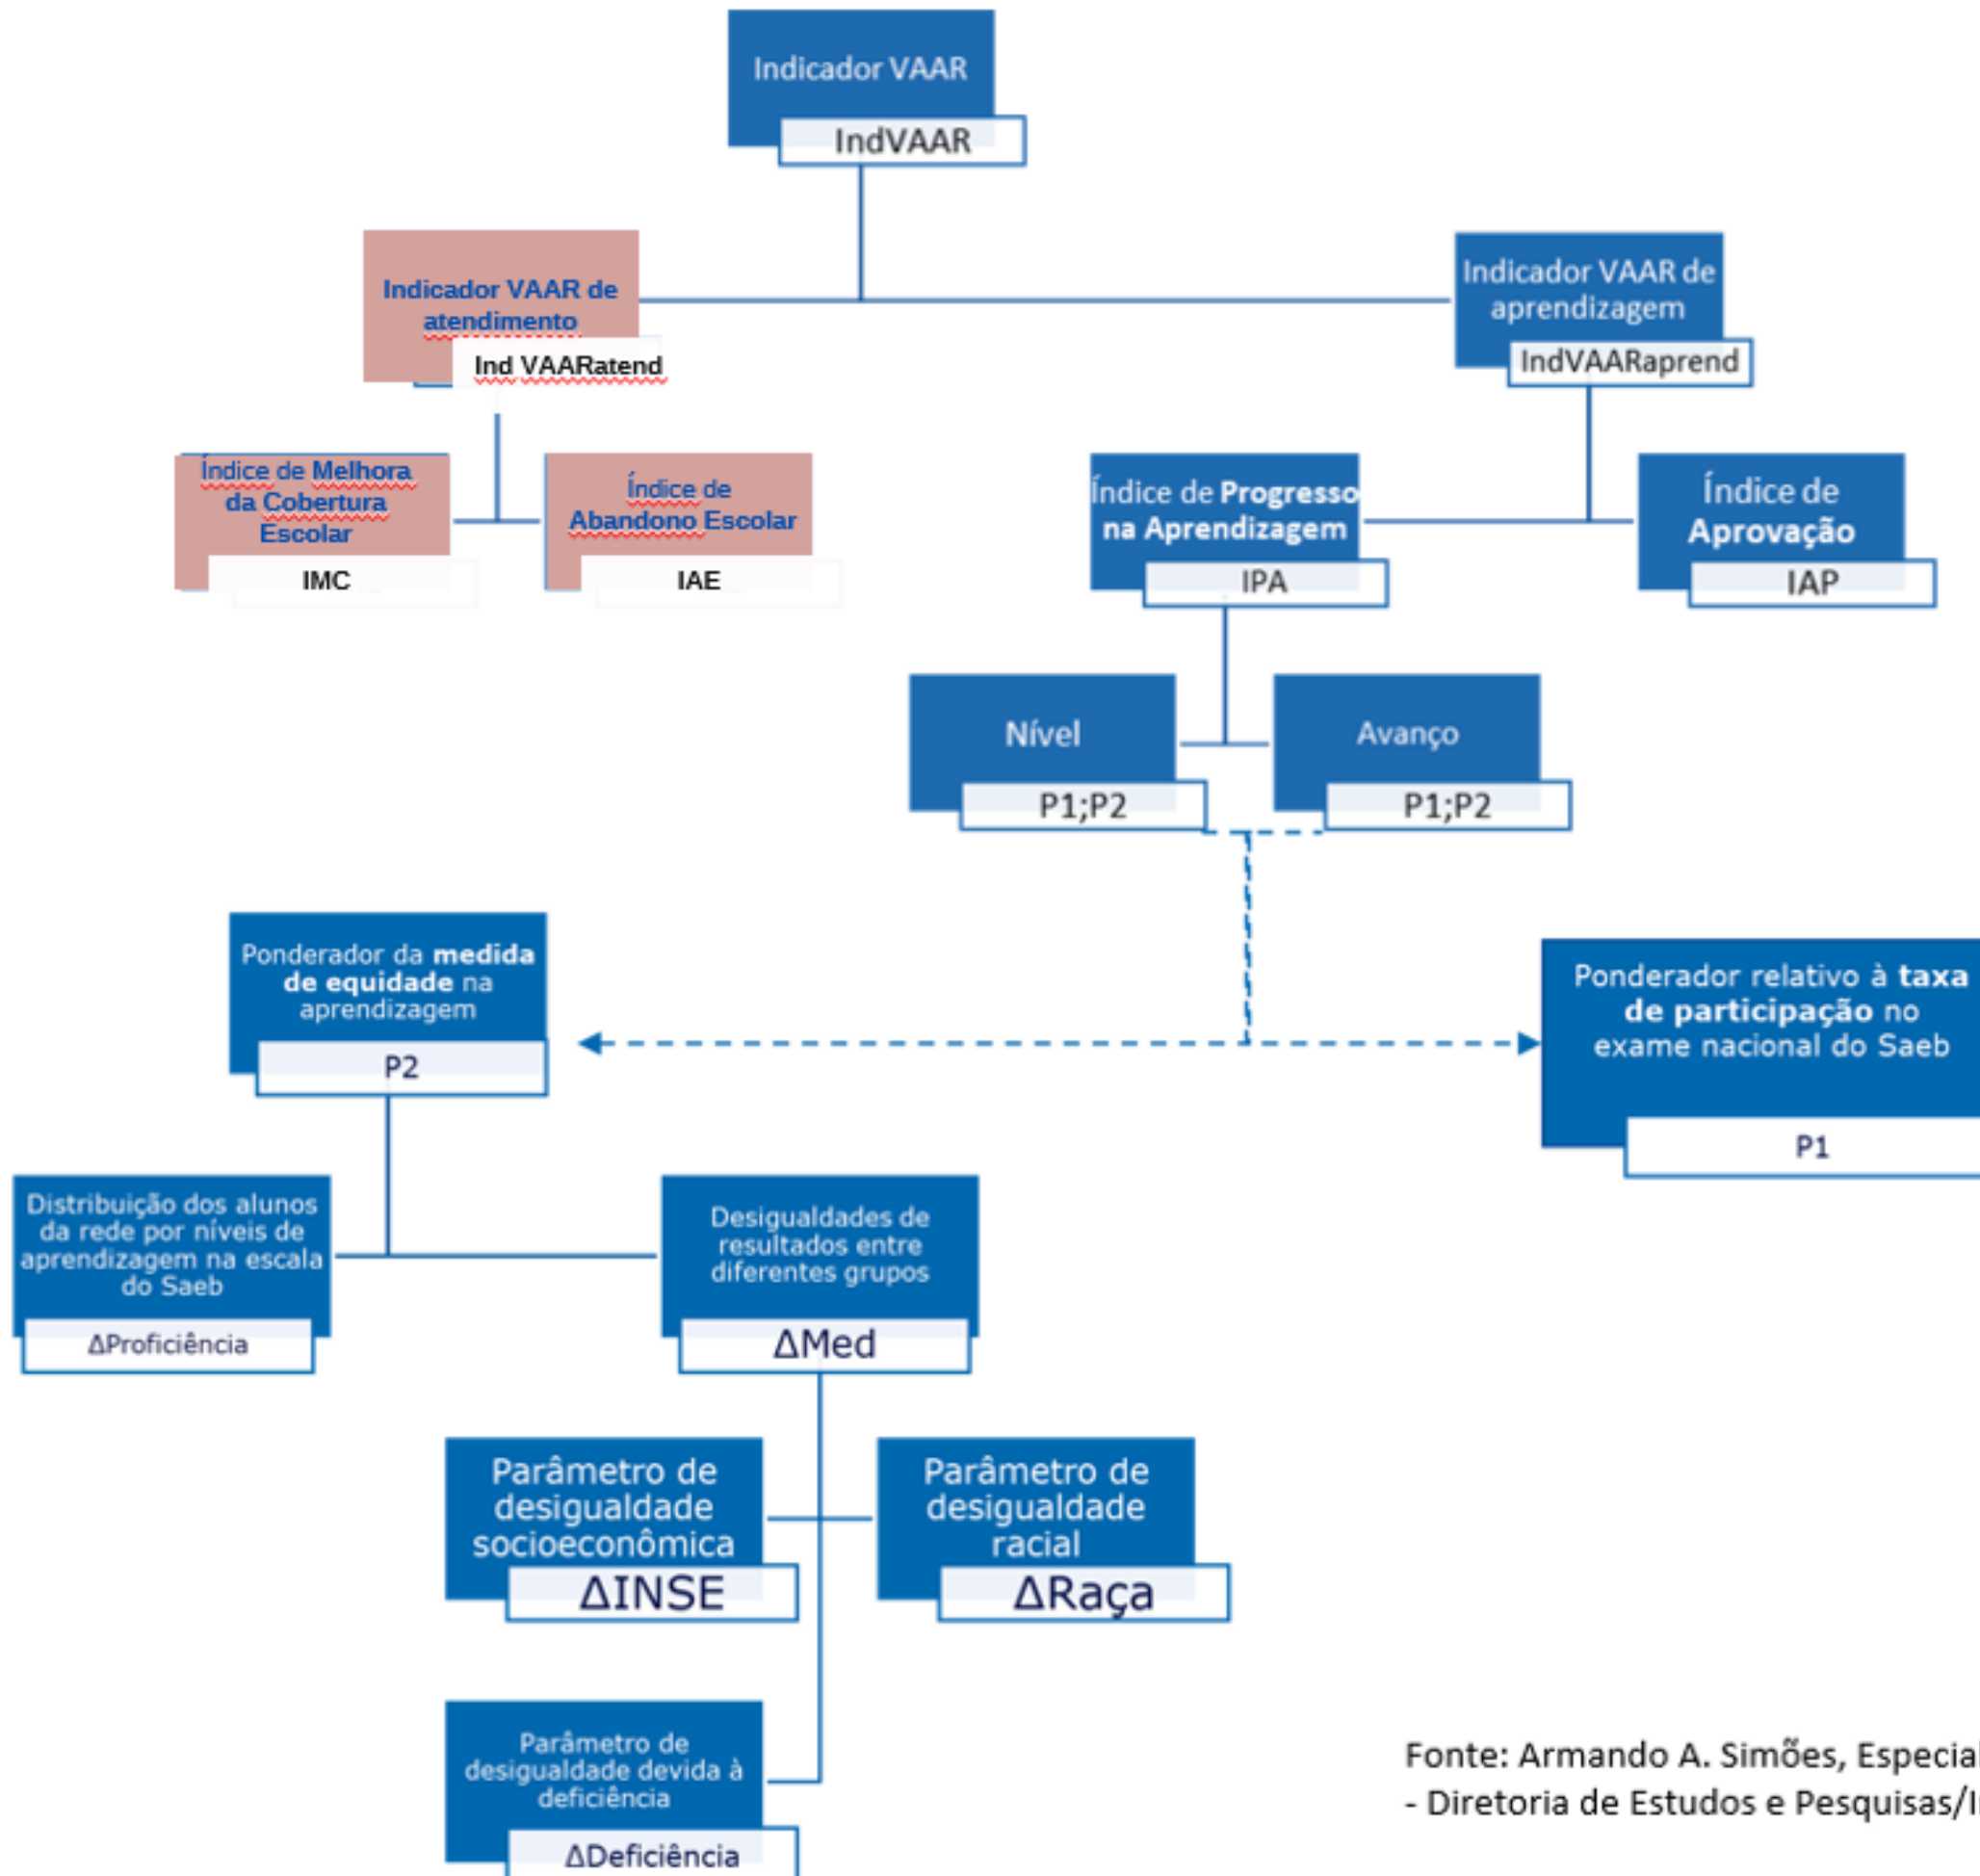 Indicador VAAR
IndVAAR
Indicador VAAR de
atendimento
Ind VAARatend
Indicador VAAR de
aprendizagem
IndVAARaprend
Índice de Melhora
da Cobertura
Escolar
IMC
Índice de
Abandono Escolar
IAE
Índice de Progresso
na Aprendizagem
IPA
Índice de
Aprovação
IAP
Nível
P1;P2
Avanço
P1;P2
Ponderador da medida
de equidade na
aprendizagem
P2
Ponderador relativo à taxa
de participação no
exame nacional do Saeb
P1
Distribuição dos alunos
da rede por níveis de
aprendizagem na escala
do Saeb
ΔProficiência
Desigualdades de
resultados entre
diferentes grupos
ΔMed
Parâmetro de
desigualdade
socioeconômica
ΔINSE
Parâmetro de
desigualdade
racial
ΔRaça
Parâmetro de
desigualdade devida à
deficiência
ΔDeficiência
Fonte: Armando A. Simões, Especial
- Diretoria de Estudos e Pesquisas/I